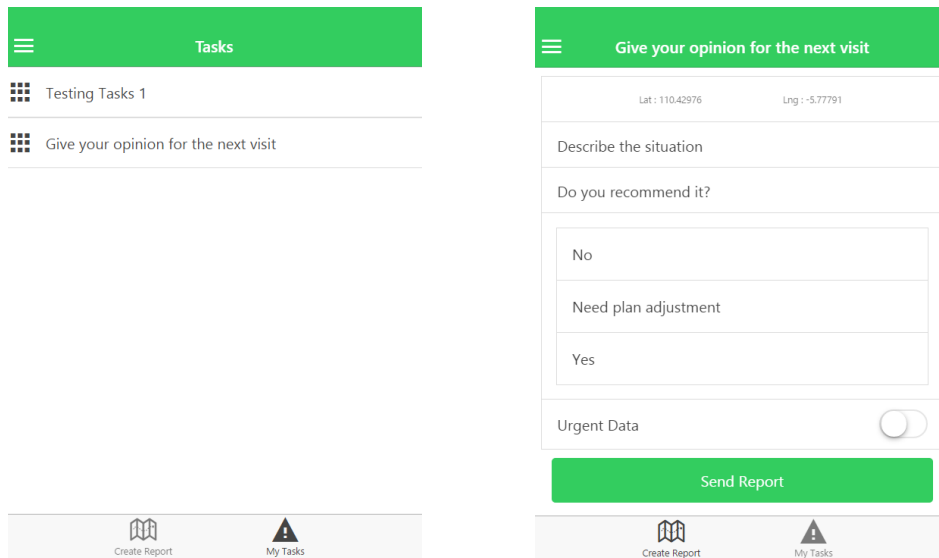 Tasks
Testing Tasks 1
Give your opinion for the next visit
Create Report
My Tasks
Give your opinion for the next visit
Lat : 110.42976
Lng : -5.77791
Describe the situation
Do you recommend it?
No
Need plan adjustment
Yes
Urgent Data
Send Report
Create Report
My Tasks